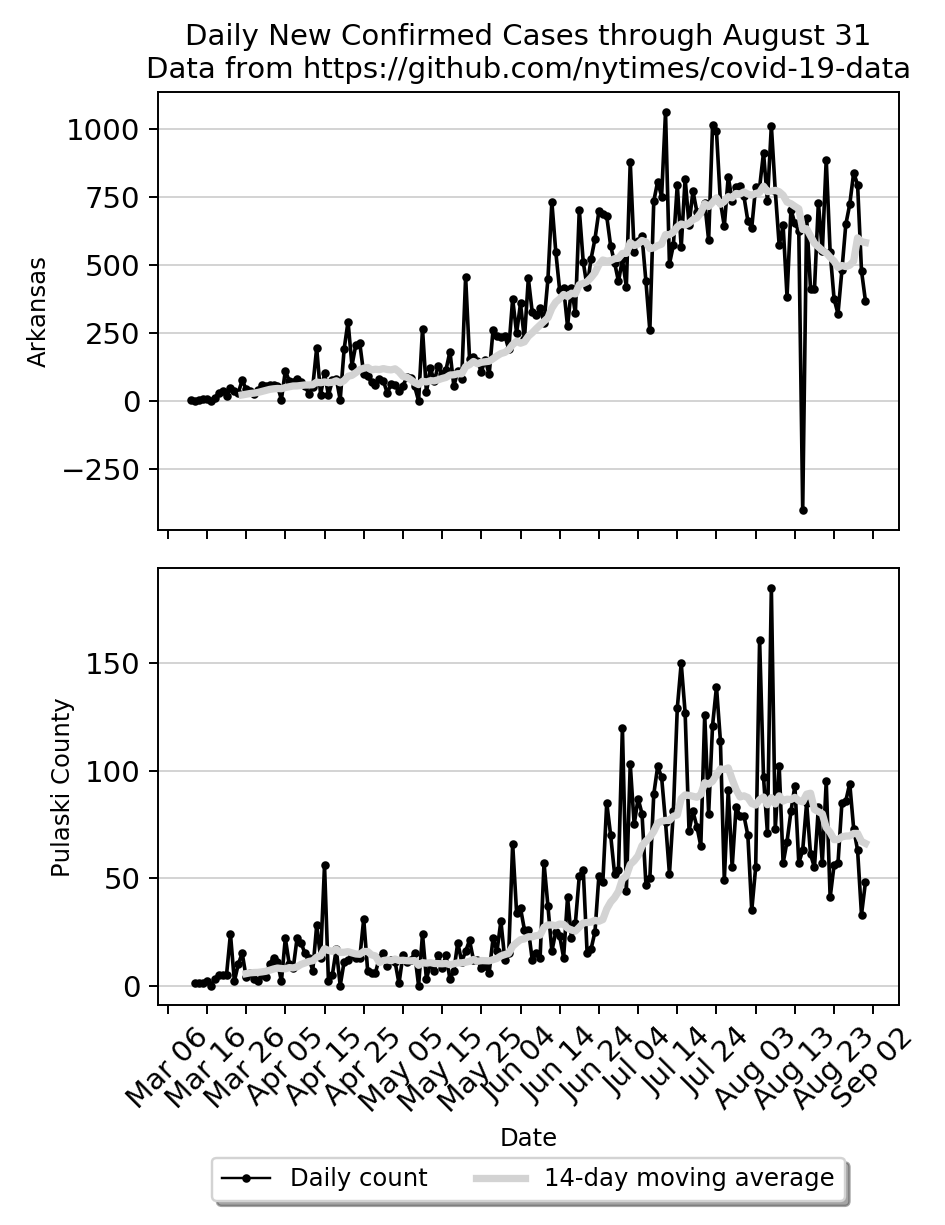 Daily New Confirmed Cases through August 31
Data from https://github.com/nytimes/covid-19-data
1000
750
500
250
0
−250
Arkansas
150
100
50
0
Pulaski County
Mar 06
Mar 16
Mar 26
Apr 05
Apr 15
Apr 25
May 05
May 15
May 25
Jun 04
Jun 14
Jun 24
Jul 04
Jul 14
Jul 24
Aug 03
Aug 13
Aug 23
Sep 02
Date
Daily count
14-day moving average